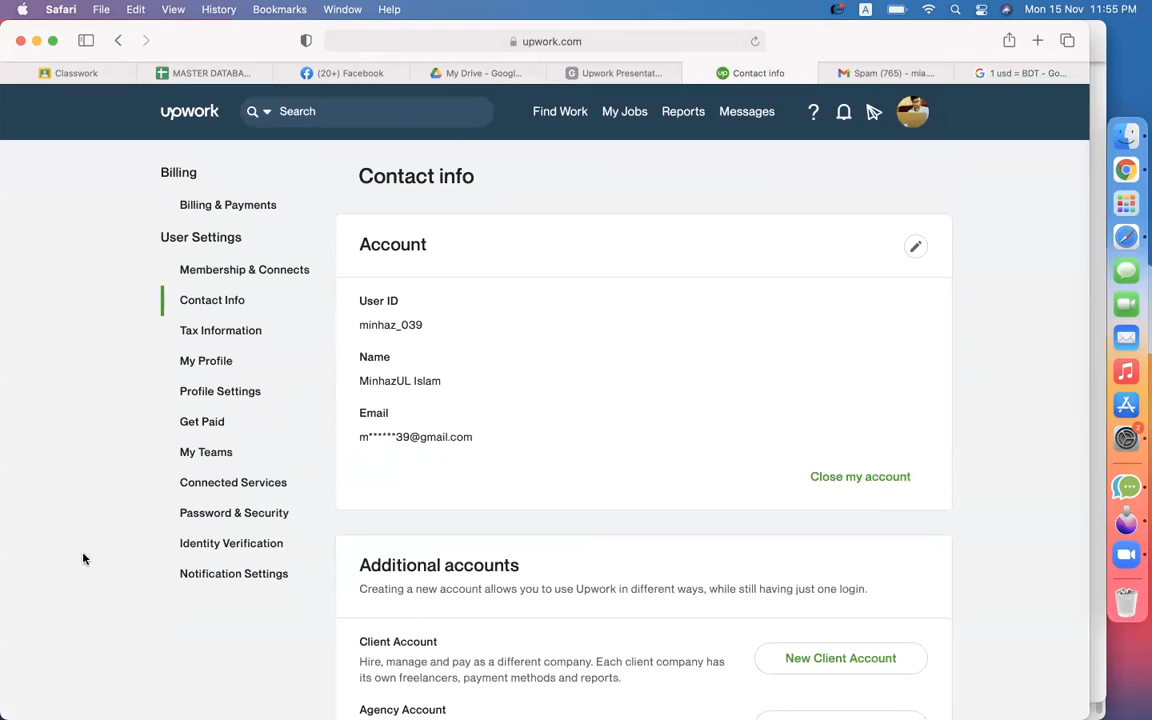 Safari File Edit View History Bookmarks Window Help A Mon 15 Nov 11:55 PM
upwork.com
Classwork MASTER DATABA... (20+) Facebook My Drive - Googl... Upwork Presentat... Contact info Spam (765) - mia.... 1 usd = BDT - Go...
upwork Search Find Work My Jobs Reports Messages ?
Billing
Billing & Payments
User Settings
Membership & Connects
Contact Info
Tax Information
My Profile
Profile Settings
Get Paid
My Teams
Connected Services
Password & Security
Identity Verification
Notification Settings
Contact info
Account
User ID
minhaz_039
Name
MinhazUL Islam
Email
m******39@gmail.com
Close my account
Additional accounts
Creating a new account allows you to use Upwork in different ways, while still having just one login.
Client Account
Hire, manage and pay as a different company. Each client company has
its own freelancers, payment methods and reports.
New Client Account
Agency Account